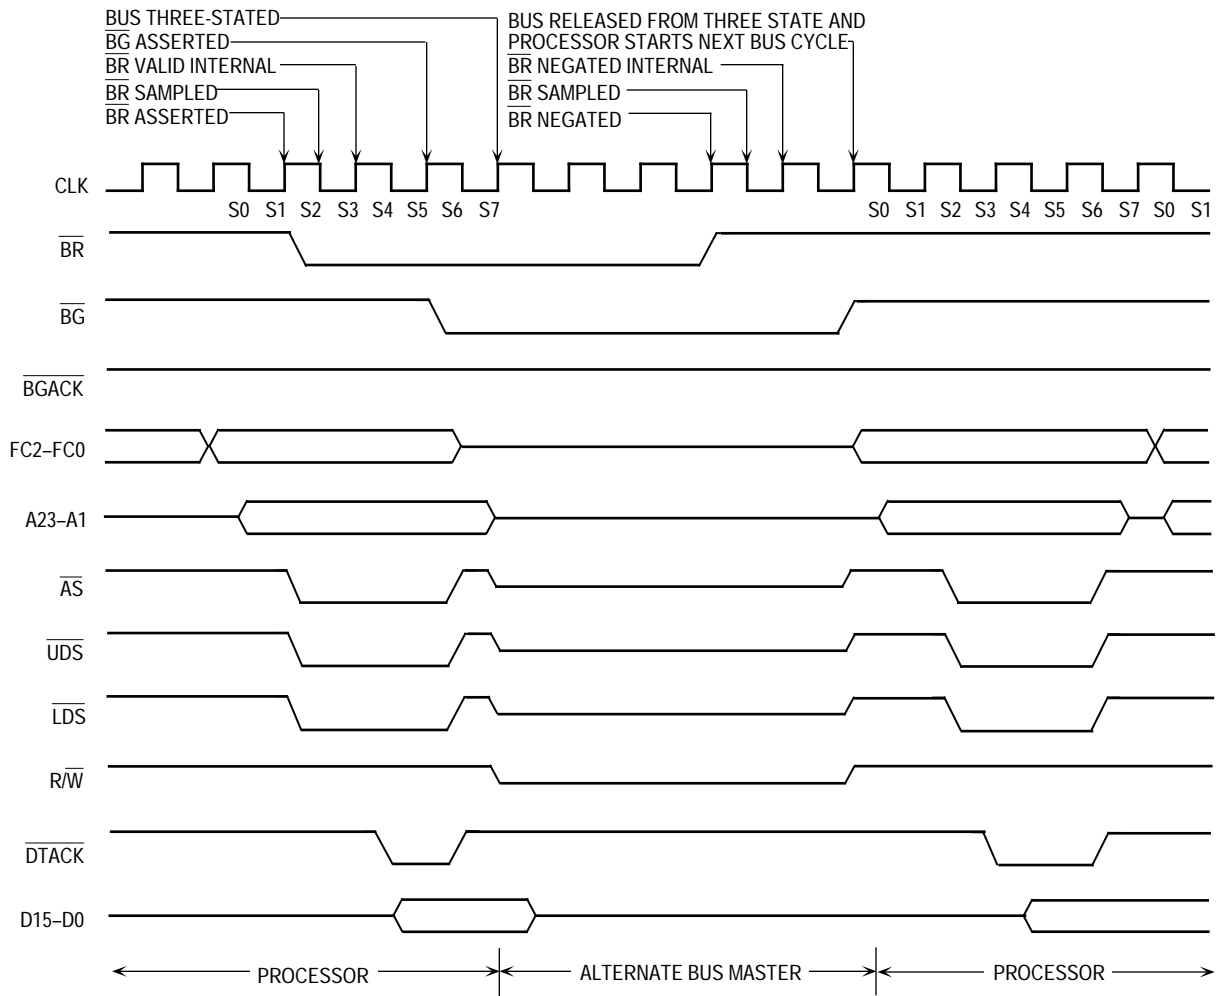 BUS THREE-STATED
BG ASSERTED
BR VALID INTERNAL
BR SAMPLED
BR ASSERTED
BUS RELEASED FROM THREE STATE AND
PROCESSOR STARTS NEXT BUS CYCLE
BR NEGATED INTERNAL
BR SAMPLED
BR NEGATED
CLK
S0 S1 S2 S3 S4 S5 S6 S7 S0 S1 S2 S3 S4 S5 S6 S7 S0 S1
BR
BG
BGACK
FC2–FC0
A23–A1
AS
UDS
LDS
R/W
DTACK
D15–D0
PROCESSOR ALTERNATE BUS MASTER PROCESSOR